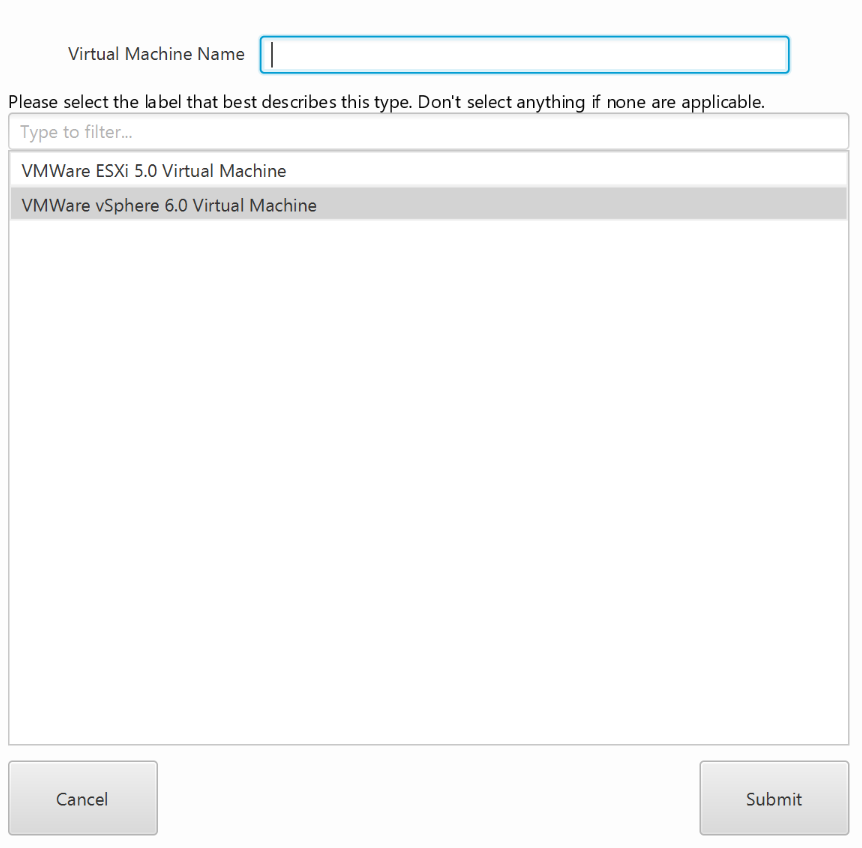 Virtual Machine Name
Please select the label that best describes this type. Don't select anything if none are applicable.
Type to filter...
VMWare ESXi 5.0 Virtual Machine
VMWare vSphere 6.0 Virtual Machine
Cancel
Submit